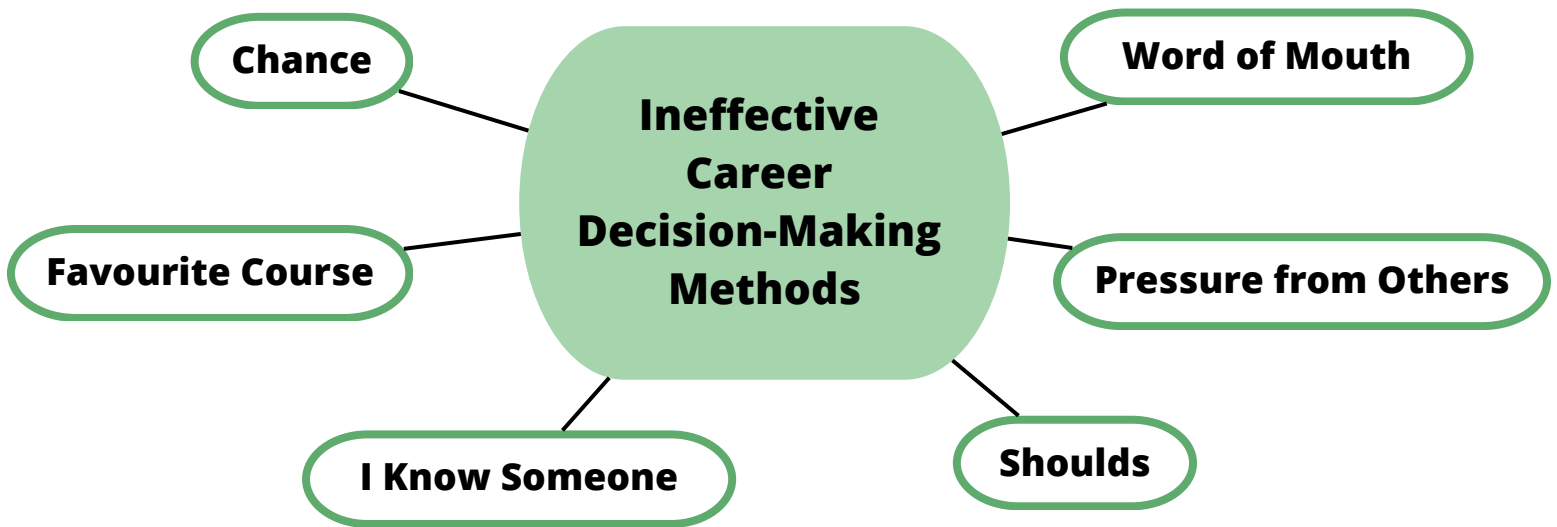 Chance
Word of Mouth
Ineffective
Career
Decision-Making
Methods
Favourite Course
Pressure from Others
I Know Someone
Shoulds